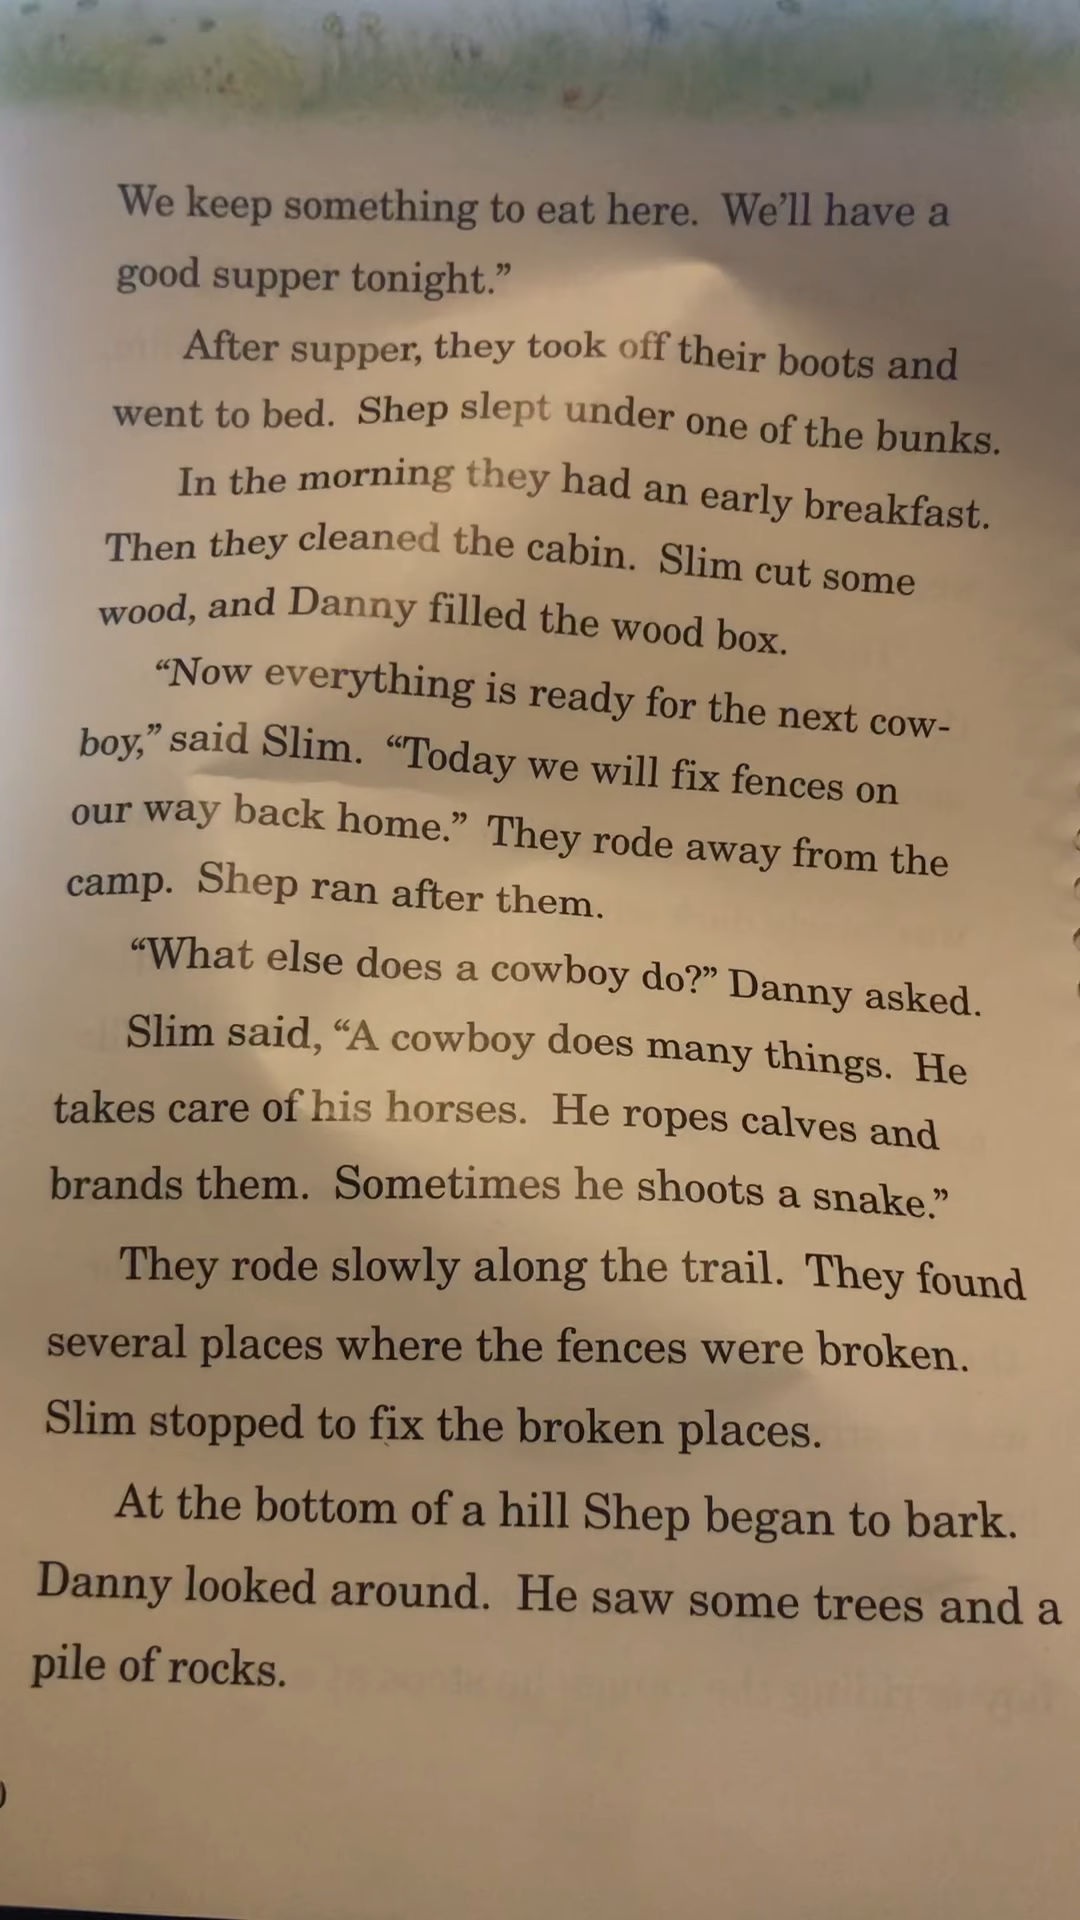 We keep something to eat here. We'll have a
good supper tonight."
After supper, they took off their boots and
went to bed. Shep slept under one of the bunks.
In the morning they had an early breakfast.
Then they cleaned the cabin. Slim cut some
wood, and Danny filled the wood box.
"Now everything is ready for the next cow-
boy," said Slim. "Today we will fix fences on
our way back home." They rode away from the
camp. Shep ran after them.
"What else does a cowboy do?" Danny asked.
Slim said, "A cowboy does many things. He
takes care of his horses. He ropes calves and
brands them. Sometimes he shoots a snake."
They rode slowly along the trail. They found
several places where the fences were broken.
Slim stopped to fix the broken places.
At the bottom of a hill Shep began to bark.
Danny looked around. He saw some trees and a
pile of rocks.